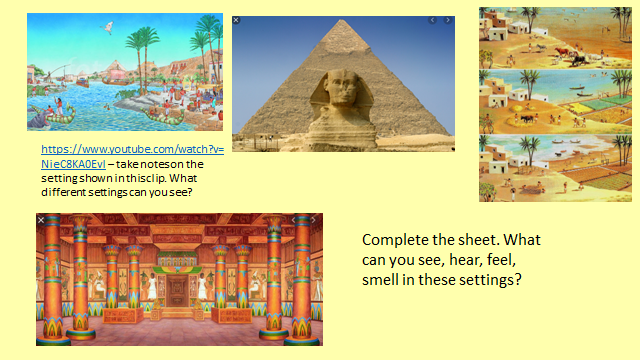 https://www.youtube.com/watch?v=
NieC8KA0EvI – take notes on the
setting shown in this clip. What
different settings can you see?
Complete the sheet. What
can you see, hear, feel,
smell in these settings?